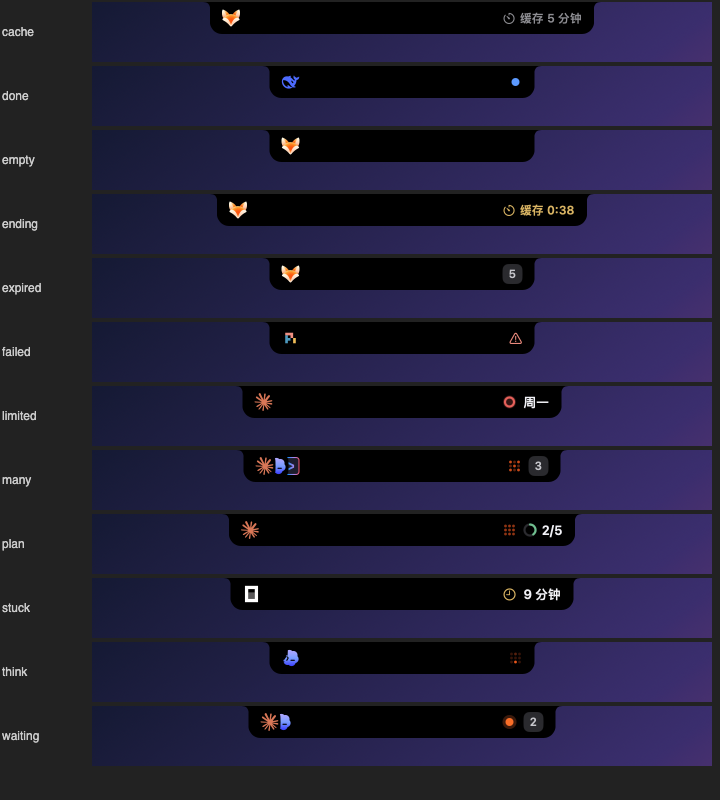 cache
缓存 5 分钟
done
empty
ending
缓存 0:38
expired
5
failed
limited
周一
many
3
plan
2/5
stuck
9 分钟
think
waiting
2